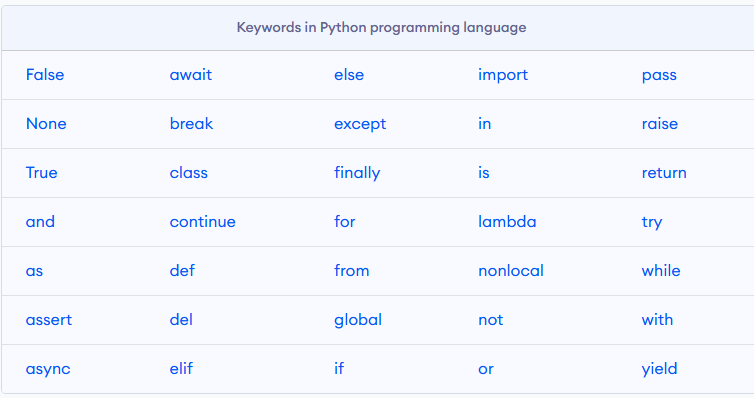 Keywords in Python programming language
False await else import pass
None break except in raise
True class finally is return
and continue for lambda try
as def from nonlocal while
assert del global not with
async elif if or yield